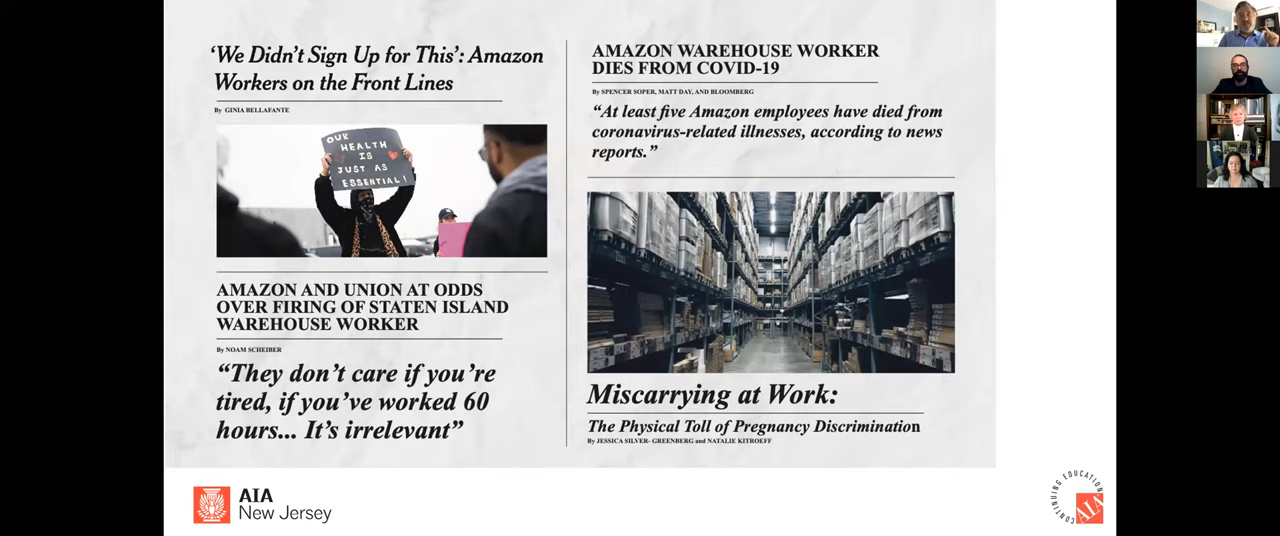 ‘We Didn’t Sign Up for This’: Amazon
Workers on the Front Lines
By GINIA BELLAFANTE
OUR
HEALTH
IS
JUST AS
ESSENTIAL!
AMAZON AND UNION AT ODDS
OVER FIRING OF STATEN ISLAND
WAREHOUSE WORKER
By NOAM SCHEIBER
“They don’t care if you’re
tired, if you’ve worked 60
hours... It’s irrelevant”
AMAZON WAREHOUSE WORKER
DIES FROM COVID-19
By SPENCER SOPER, MATT DAY, AND BLOOMBERG
“At least five Amazon employees have died from
coronavirus-related illnesses, according to news
reports.”
Miscarrying at Work:
The Physical Toll of Pregnancy Discrimination
By JESSICA SILVER- GREENBERG and NATALIE KITROEFF
AIA
New Jersey
CONTINUING EDUCATION
AIA